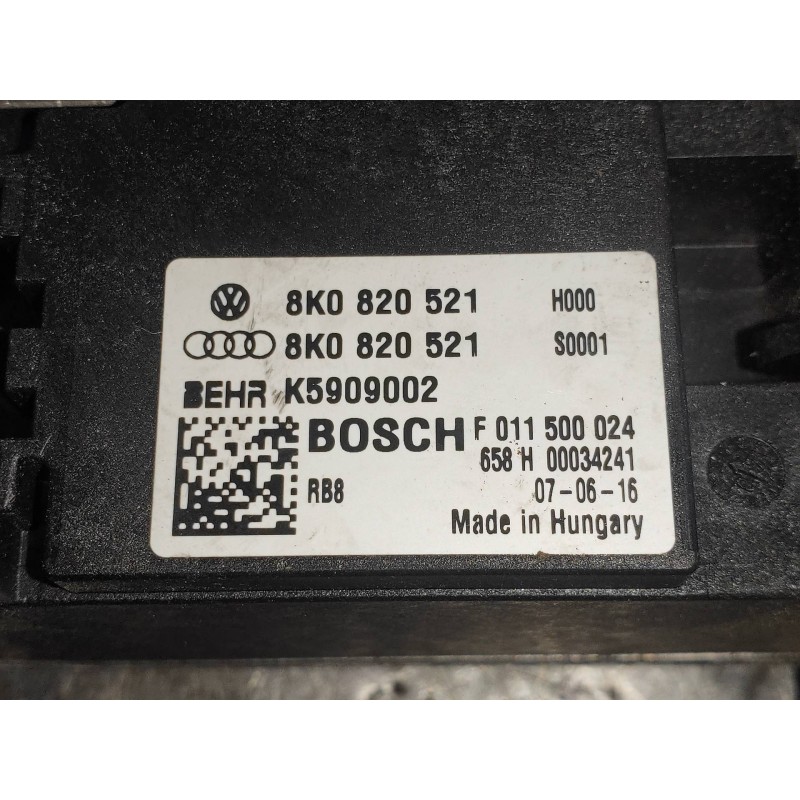 8K0 820 521 H000
8K0 820 521 S0001
BEHR K5909002
BOSCH F 011 500 024
658 H 00034241
RB8 07-06-16
Made in Hungary